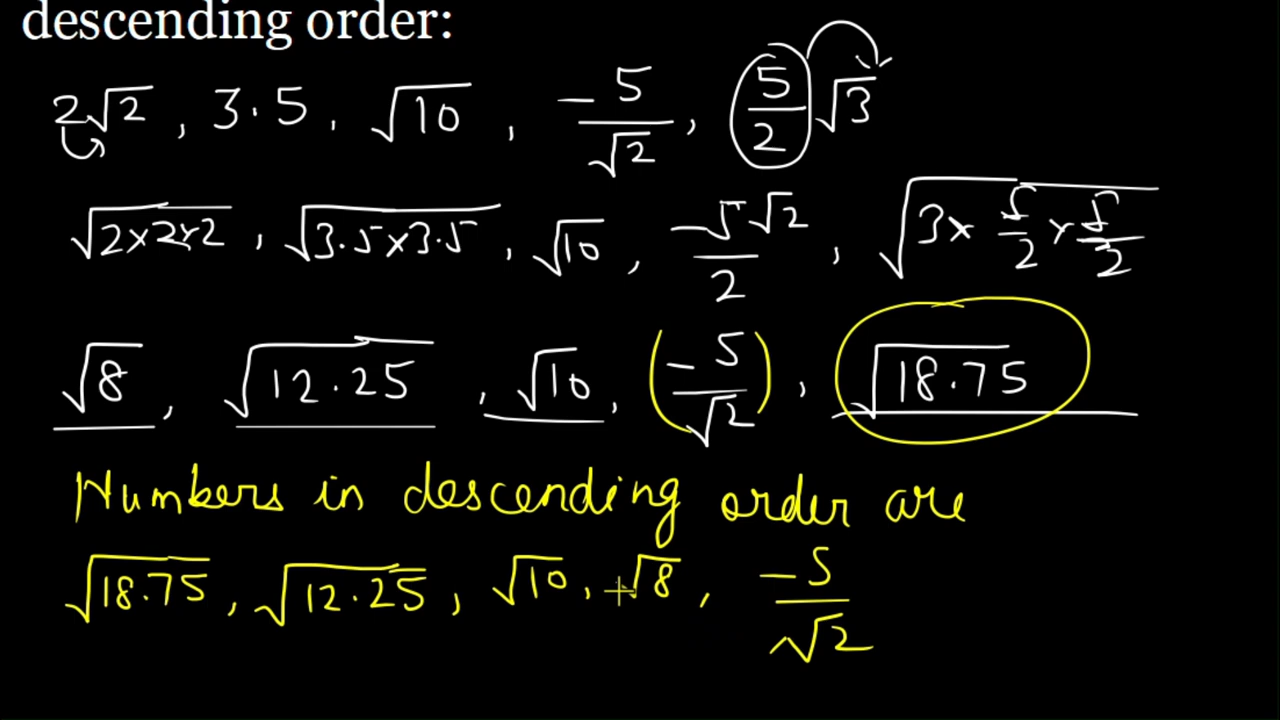 descending order:
2√2, 3.5, √10, -5/√2, 5/2 √3
√2×2×2, √3.5×3.5, √10, -5√2/2, √3× 5/2 × 5/2
√8, √12.25, √10, (-5/√2), √18.75
Numbers in descending order are
√18.75, √12.25, √10, +√8, -5/√2